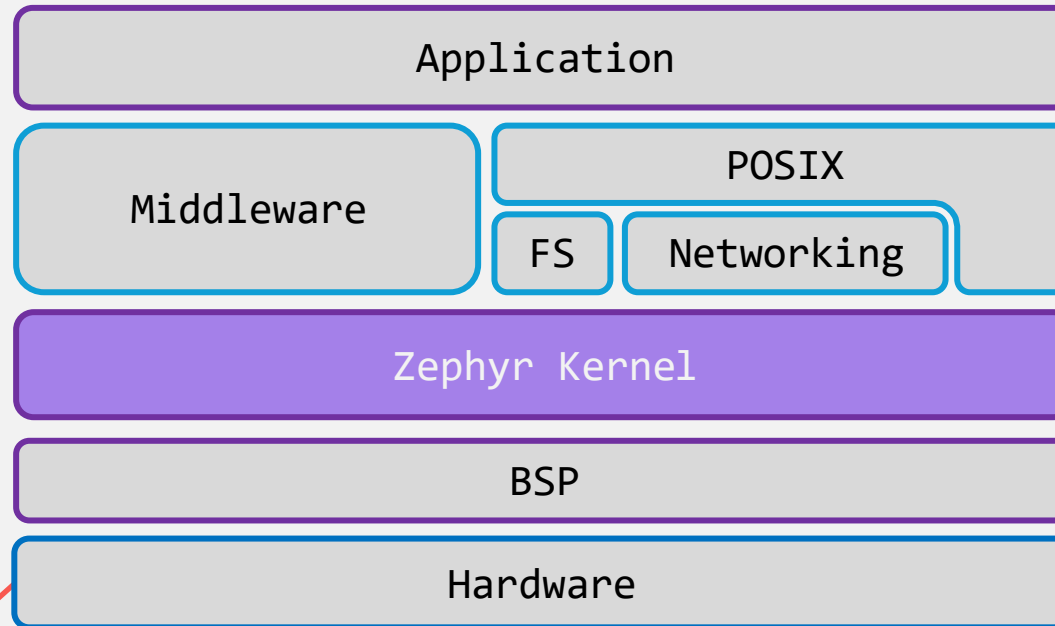 Application
Middleware
POSIX
FS
Networking
Zephyr Kernel
BSP
Hardware